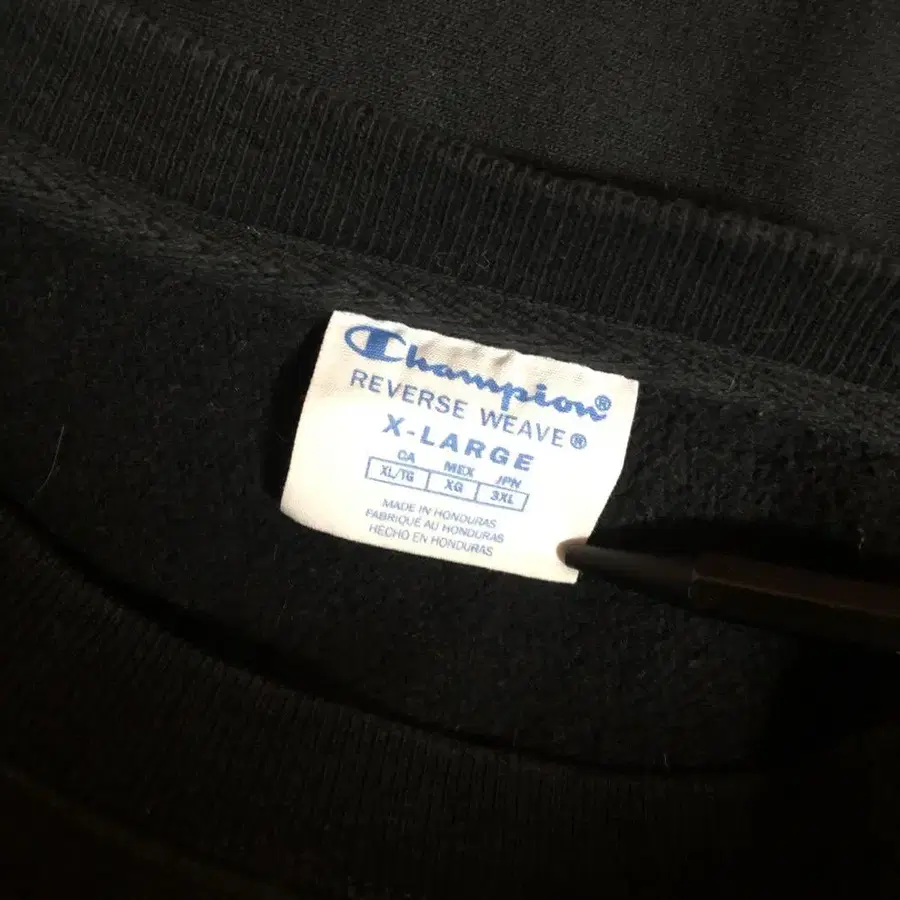 Champion®
REVERSE WEAVE®
X-LARGE
CA MEX JPN
XL/TG XG 3XL
MADE IN HONDURAS
FABRIQUÉ AU HONDURAS
HECHO EN HONDURAS